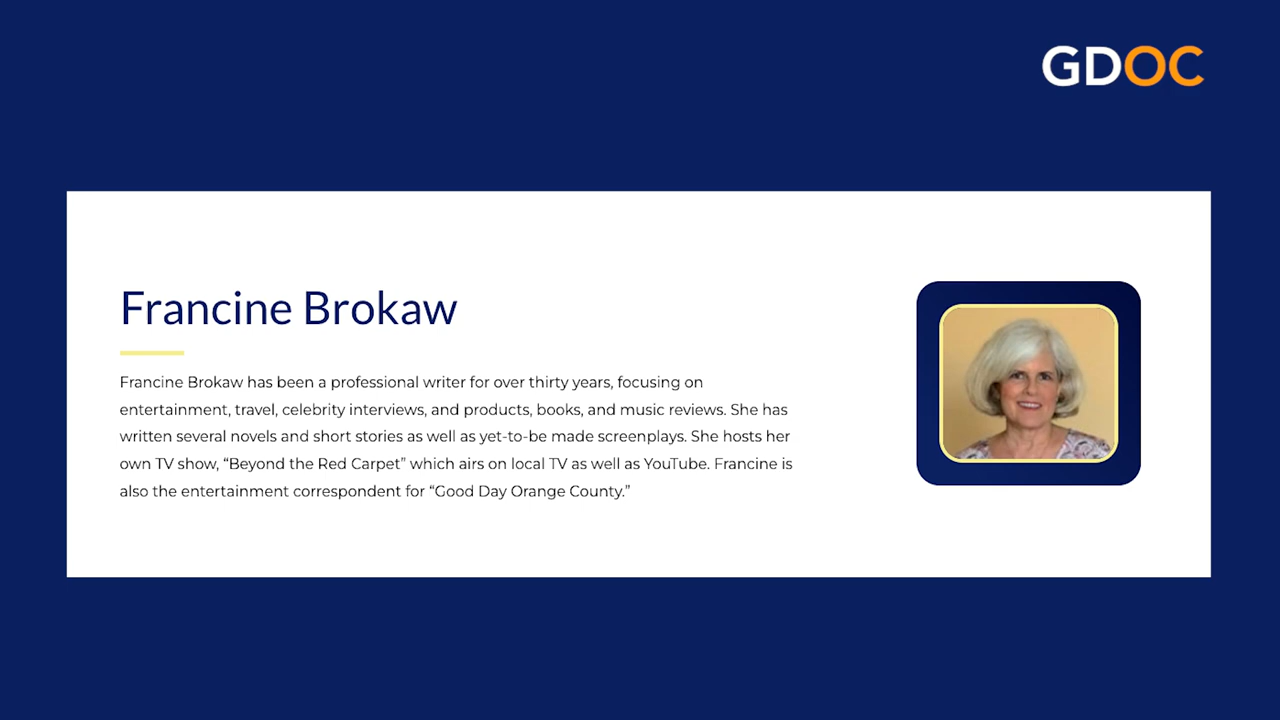 GDOC
Francine Brokaw
Francine Brokaw has been a professional writer for over thirty years, focusing on
entertainment, travel, celebrity interviews, and products, books, and music reviews. She has
written several novels and short stories as well as yet-to-be made screenplays. She hosts her
own TV show, “Beyond the Red Carpet” which airs on local TV as well as YouTube. Francine is
also the entertainment correspondent for “Good Day Orange County.”